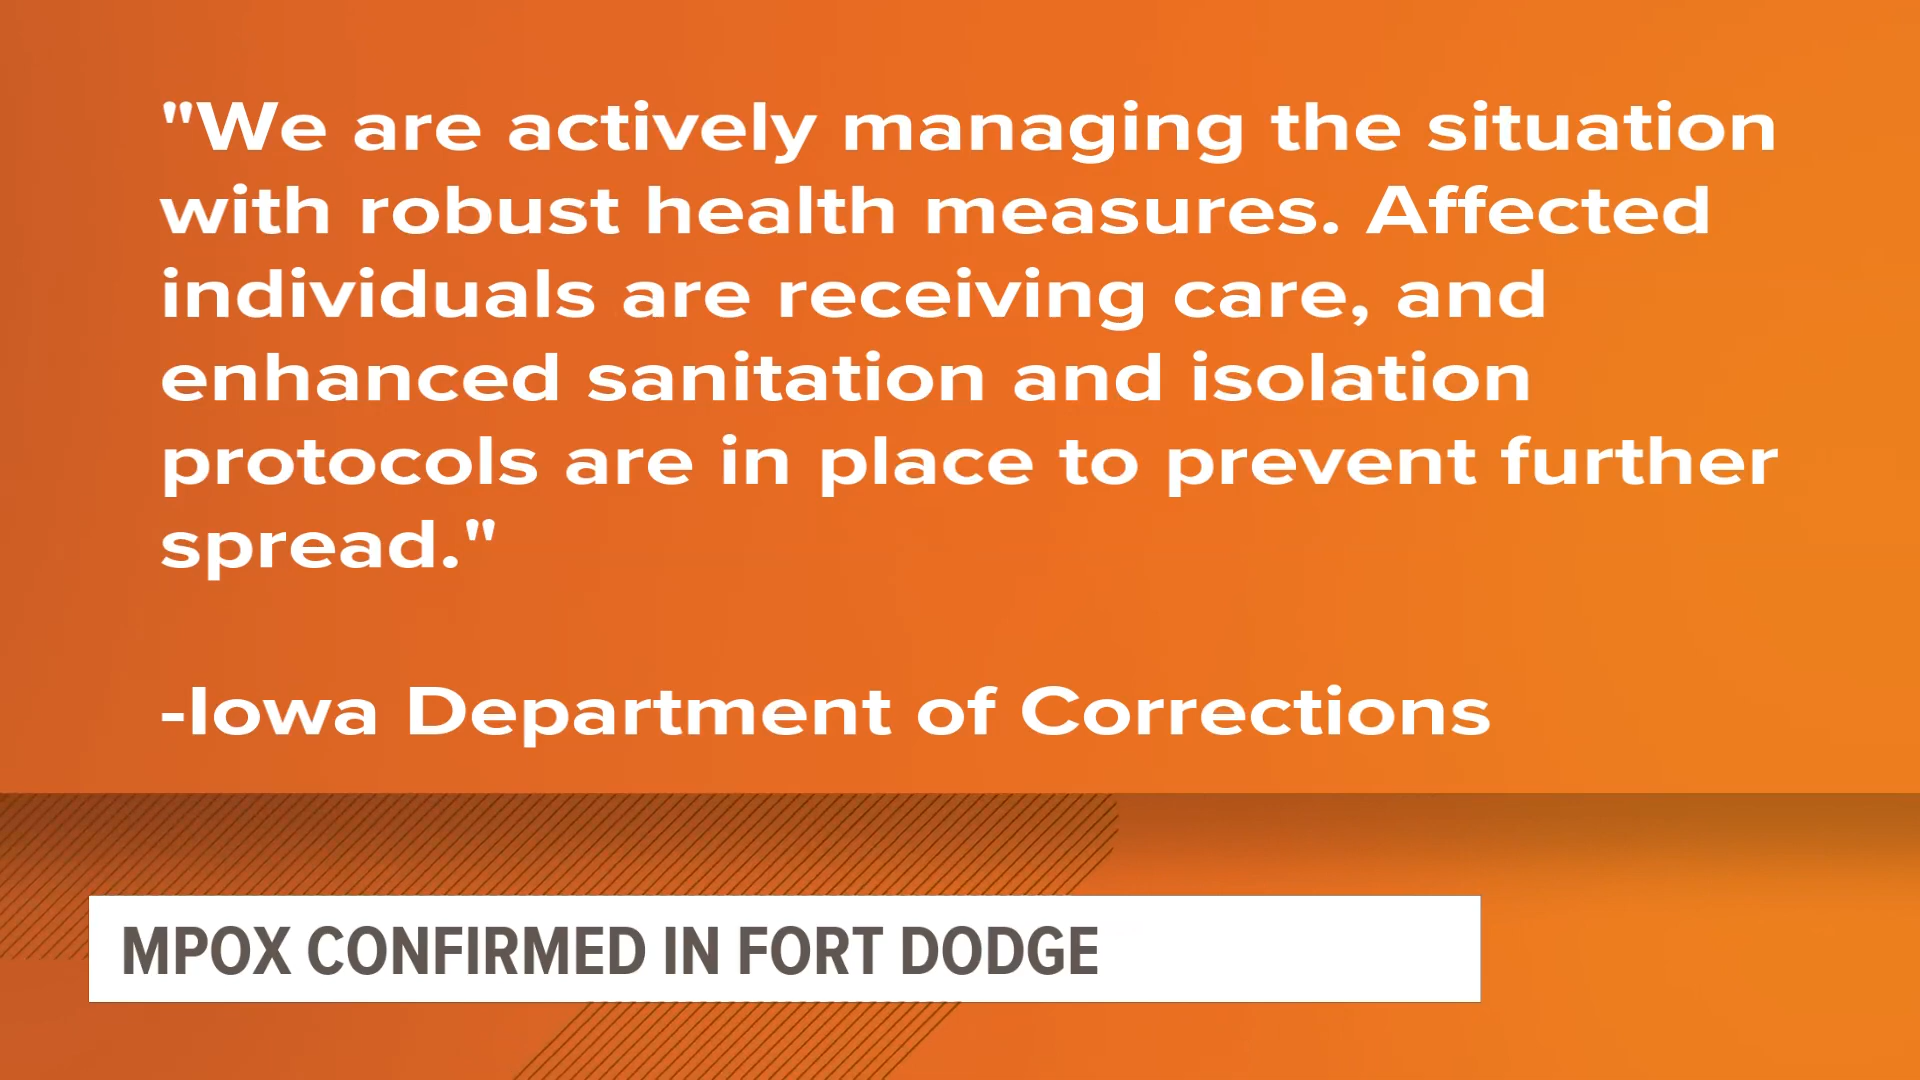 "We are actively managing the situation
with robust health measures. Affected
individuals are receiving care, and
enhanced sanitation and isolation
protocols are in place to prevent further
spread."
-Iowa Department of Corrections
MPOX CONFIRMED IN FORT DODGE